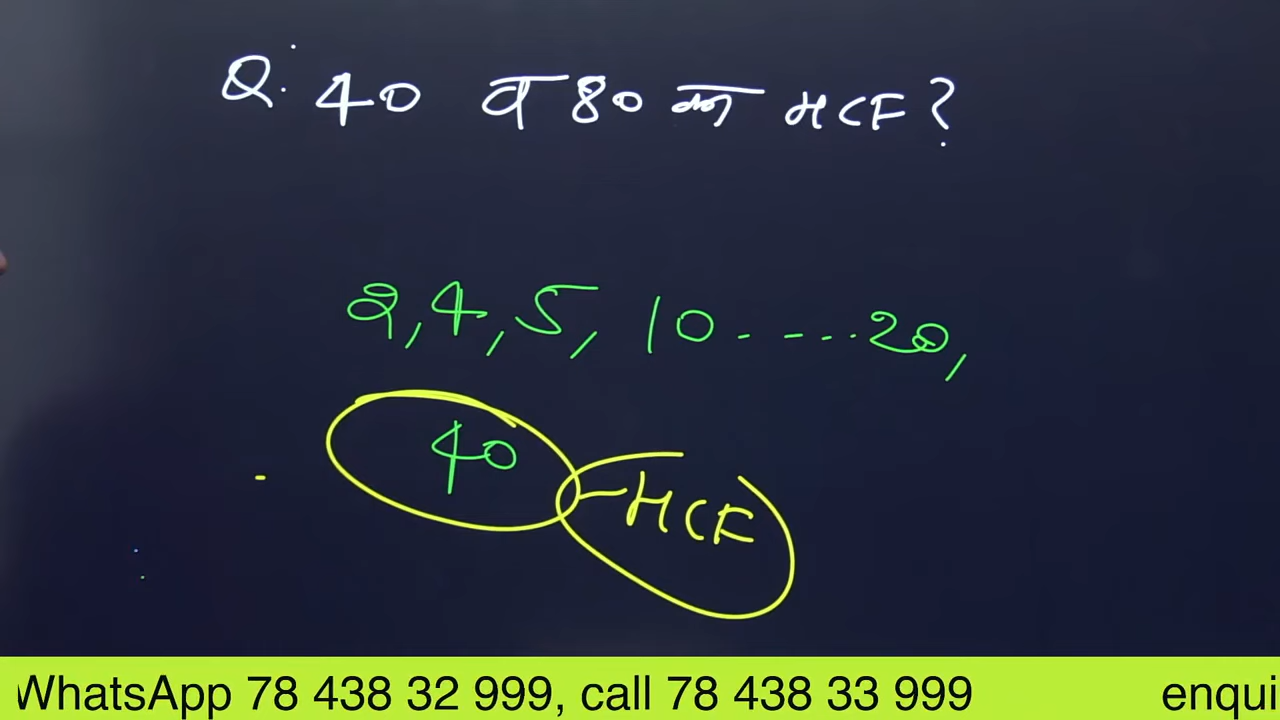 Q. 40 व 80 का HCF?
2, 4, 5, 10 - - - - . . 20,
40
- HCF
WhatsApp 78 438 32 999, call 78 438 33 999 enqui